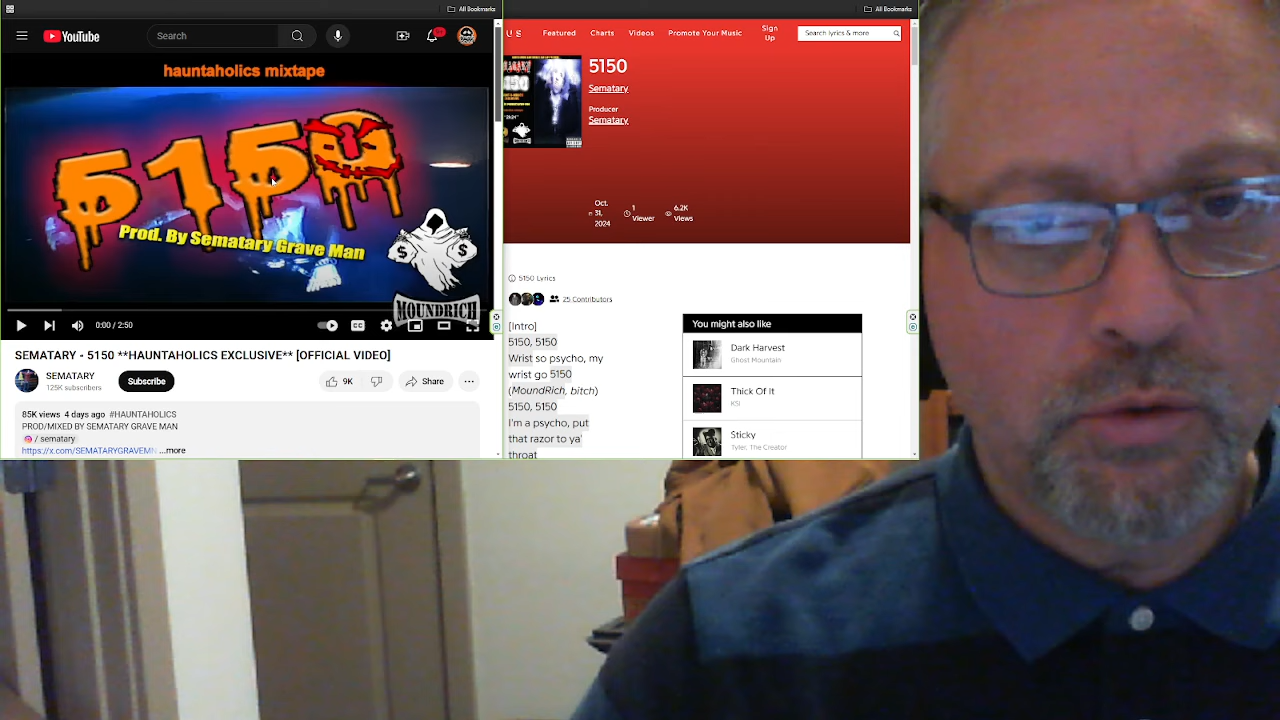 All Bookmarks
YouTube
Search
hauntaholics mixtape
5150
Prod. By Sematary Grave Man
MOUNDRICH
0:00 / 2:50
SEMATARY - 5150 **HAUNTAHOLICS EXCLUSIVE** [OFFICIAL VIDEO]
SEMATARY
125K subscribers
Subscribe
9K
Share
85K views 4 days ago #HAUNTAHOLICS
PROD/MIXED BY SEMATARY GRAVE MAN
/ sematary
https://x.com/SEMATARYGRAVEMN ...more
All Bookmarks
U S
Featured
Charts
Videos
Promote Your Music
Sign
Up
Search lyrics & more
5150
Sematary
Producer
Sematary
Oct.
31,
2024
1
Viewer
6.2K
Views
5150 Lyrics
25 Contributors
[Intro]
5150, 5150
Wrist so psycho, my
wrist go 5150
(MoundRich, bitch)
5150, 5150
I'm a psycho, put
that razor to ya'
throat
You might also like
Dark Harvest
Ghost Mountain
Thick Of It
KSI
Sticky
Tyler, The Creator